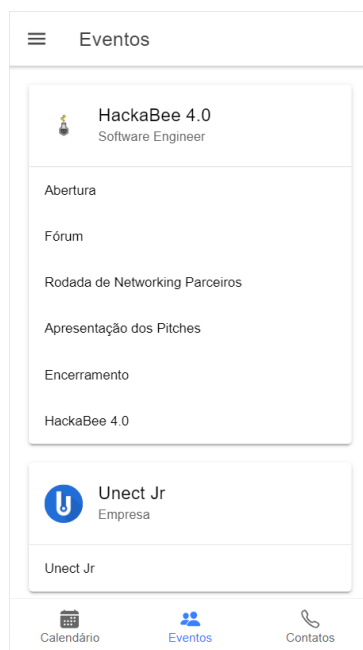 Eventos
HackaBee 4.0
Software Engineer
Abertura
Fórum
Rodada de Networking Parceiros
Apresentação dos Pitches
Encerramento
HackaBee 4.0
Unect Jr
Empresa
Unect Jr
Calendário Eventos Contatos